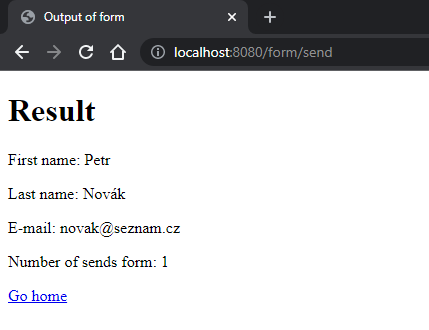 Output of form
localhost:8080/form/send
Result
First name: Petr
Last name: Novák
E-mail: novak@seznam.cz
Number of sends form: 1
Go home